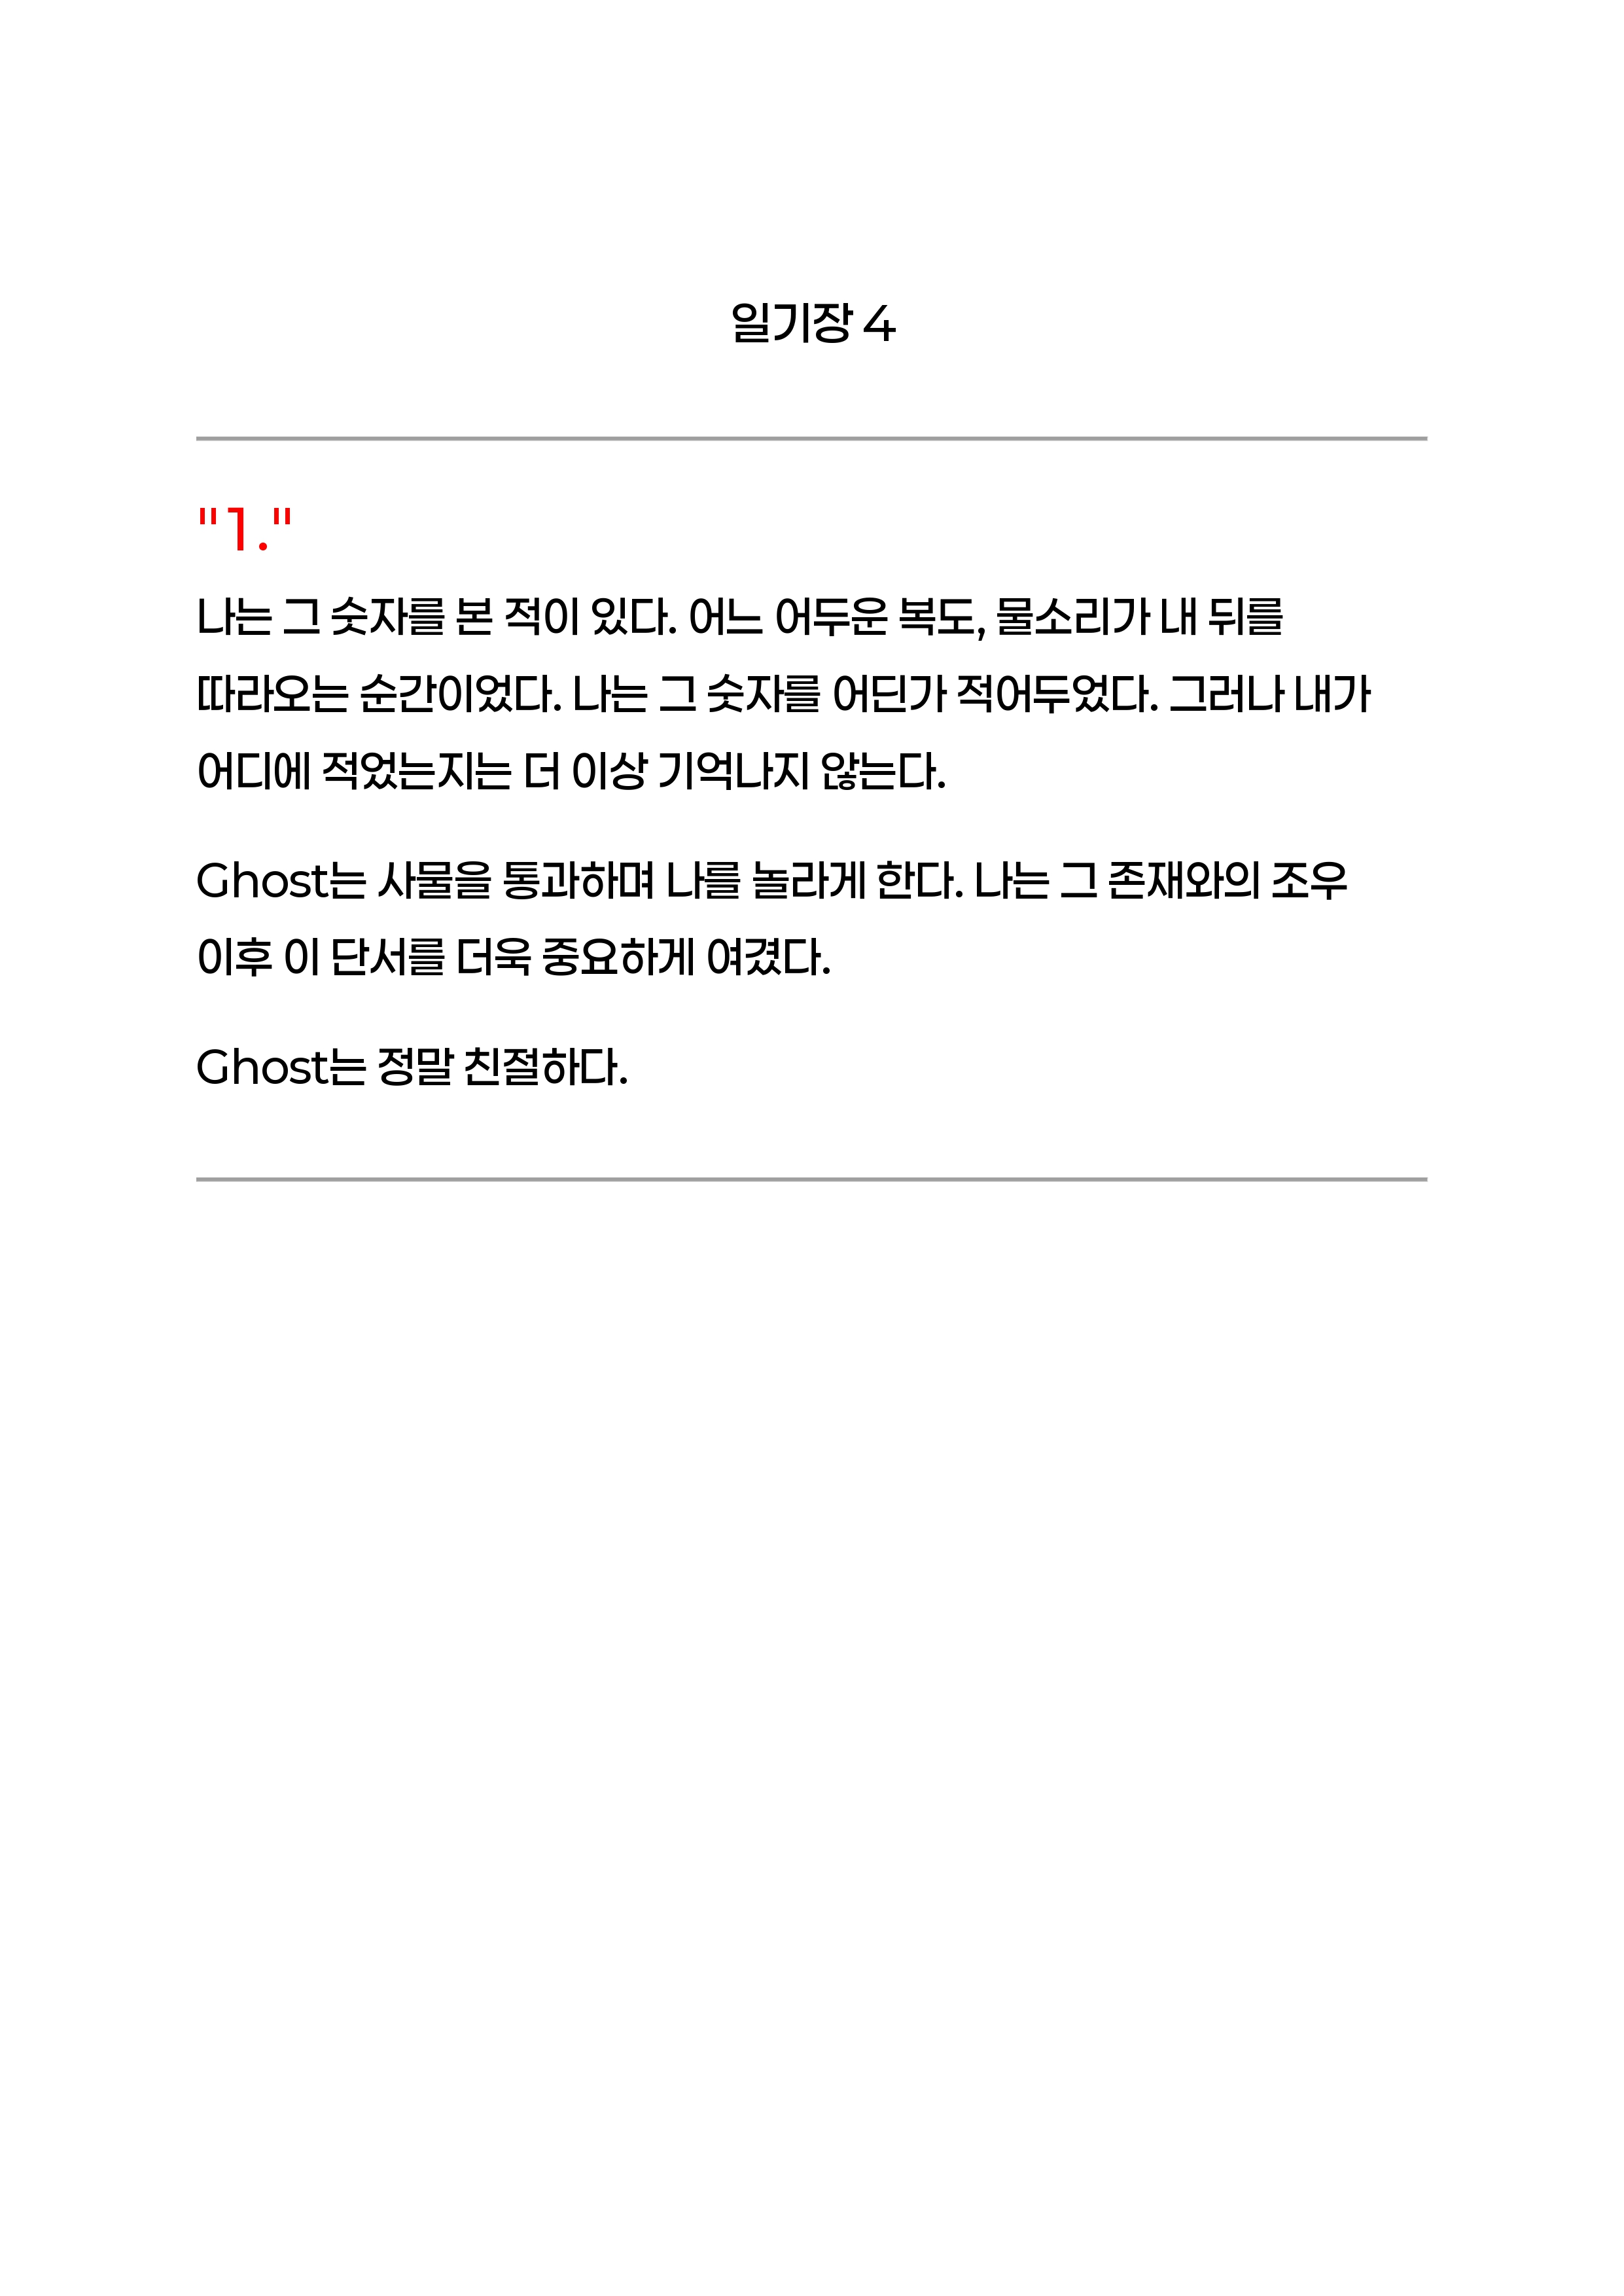 일기장 4
"1."
나는 그 숫자를 본 적이 있다. 어느 어두운 복도, 물소리가 내 뒤를
따라오는 순간이었다. 나는 그 숫자를 어딘가 적어두었다. 그러나 내가
어디에 적었는지는 더 이상 기억나지 않는다.
Ghost는 사물을 통과하며 나를 놀라게 한다. 나는 그 존재와의 조우
이후 이 단서를 더욱 중요하게 여겼다.
Ghost는 정말 친절하다.